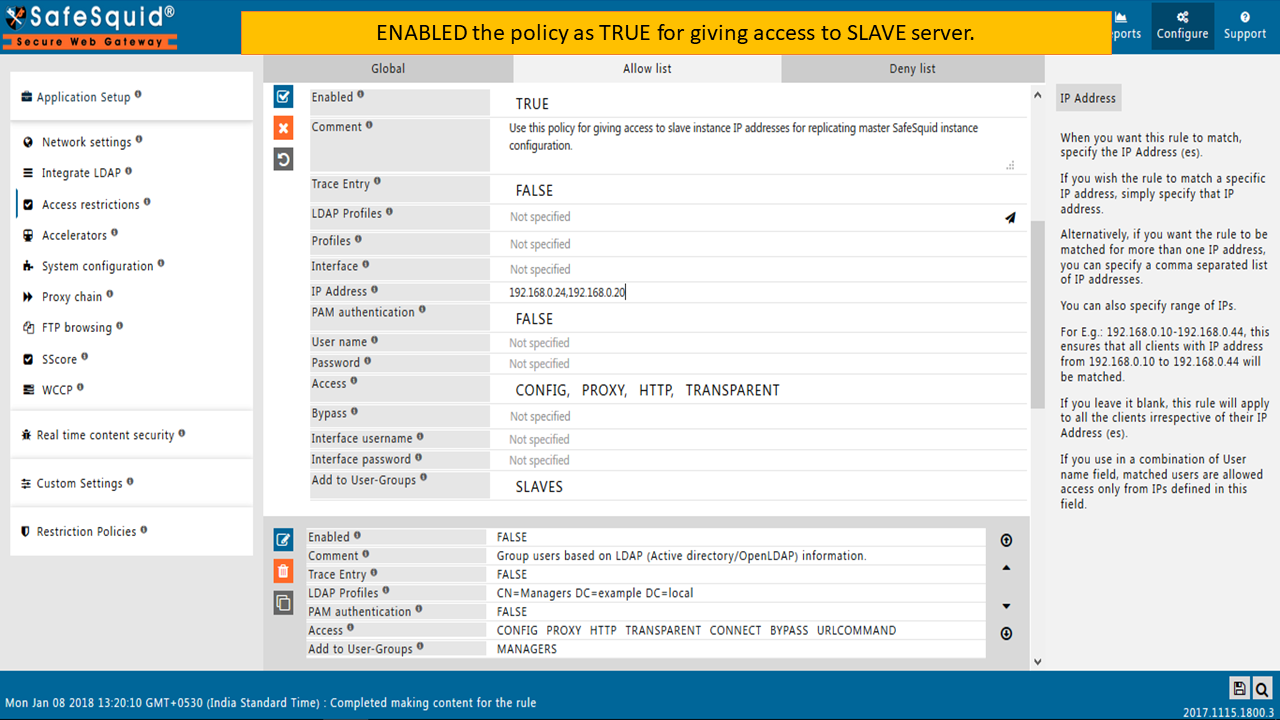 SafeSquid®
Secure Web Gateway
ENABLED the policy as TRUE for giving access to SLAVE server.
ports
Configure
Support
Application Setup
Network settings
Integrate LDAP
Access restrictions
Accelerators
System configuration
Proxy chain
FTP browsing
SScore
WCCP
Real time content security
Custom Settings
Restriction Policies
Global
Allow list
Deny list
Enabled TRUE
Comment Use this policy for giving access to slave instance IP addresses for replicating master SafeSquid instance
configuration.
Trace Entry FALSE
LDAP Profiles Not specified
Profiles Not specified
Interface Not specified
IP Address 192.168.0.24,192.168.0.20
PAM authentication FALSE
User name Not specified
Password Not specified
Access CONFIG, PROXY, HTTP, TRANSPARENT
Bypass Not specified
Interface username Not specified
Interface password Not specified
Add to User-Groups SLAVES
Enabled FALSE
Comment Group users based on LDAP (Active directory/OpenLDAP) information.
Trace Entry FALSE
LDAP Profiles CN=Managers DC=example DC=local
PAM authentication FALSE
Access CONFIG PROXY HTTP TRANSPARENT CONNECT BYPASS URLCOMMAND
Add to User-Groups MANAGERS
IP Address
When you want this rule to match,
specify the IP Address (es).
If you wish the rule to match a specific
IP address, simply specify that IP
address.
Alternatively, if you want the rule to be
matched for more than one IP address,
you can specify a comma separated list
of IP addresses.
You can also specify range of IPs.
For E.g.: 192.168.0.10-192.168.0.44, this
ensures that all clients with IP address
from 192.168.0.10 to 192.168.0.44 will
be matched.
If you leave it blank, this rule will apply
to all the clients irrespective of their IP
Address (es).
If you use in a combination of User
name field, matched users are allowed
access only from IPs defined in this
field.
Mon Jan 08 2018 13:20:10 GMT+0530 (India Standard Time) : Completed making content for the rule
2017.1115.1800.3